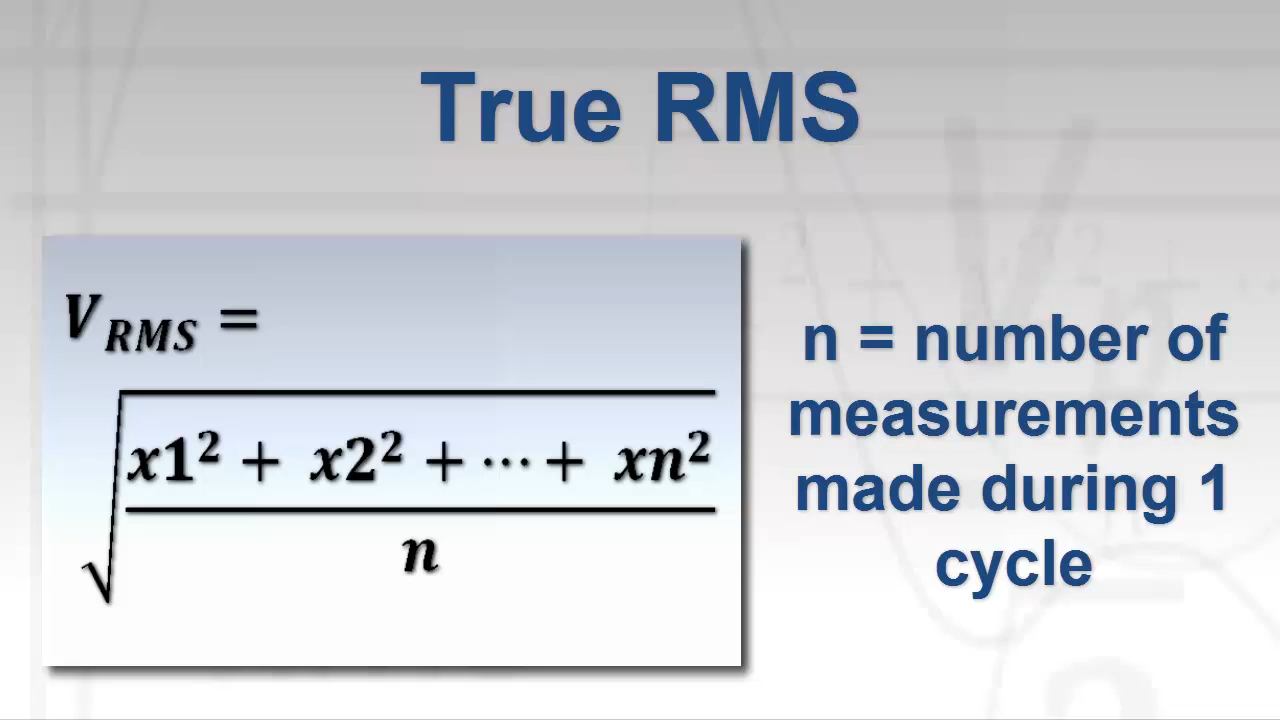 True RMS
V_RMS =
√((x1² + x2² + ⋯ + xn²) / n)
n = number of
measurements
made during 1
cycle